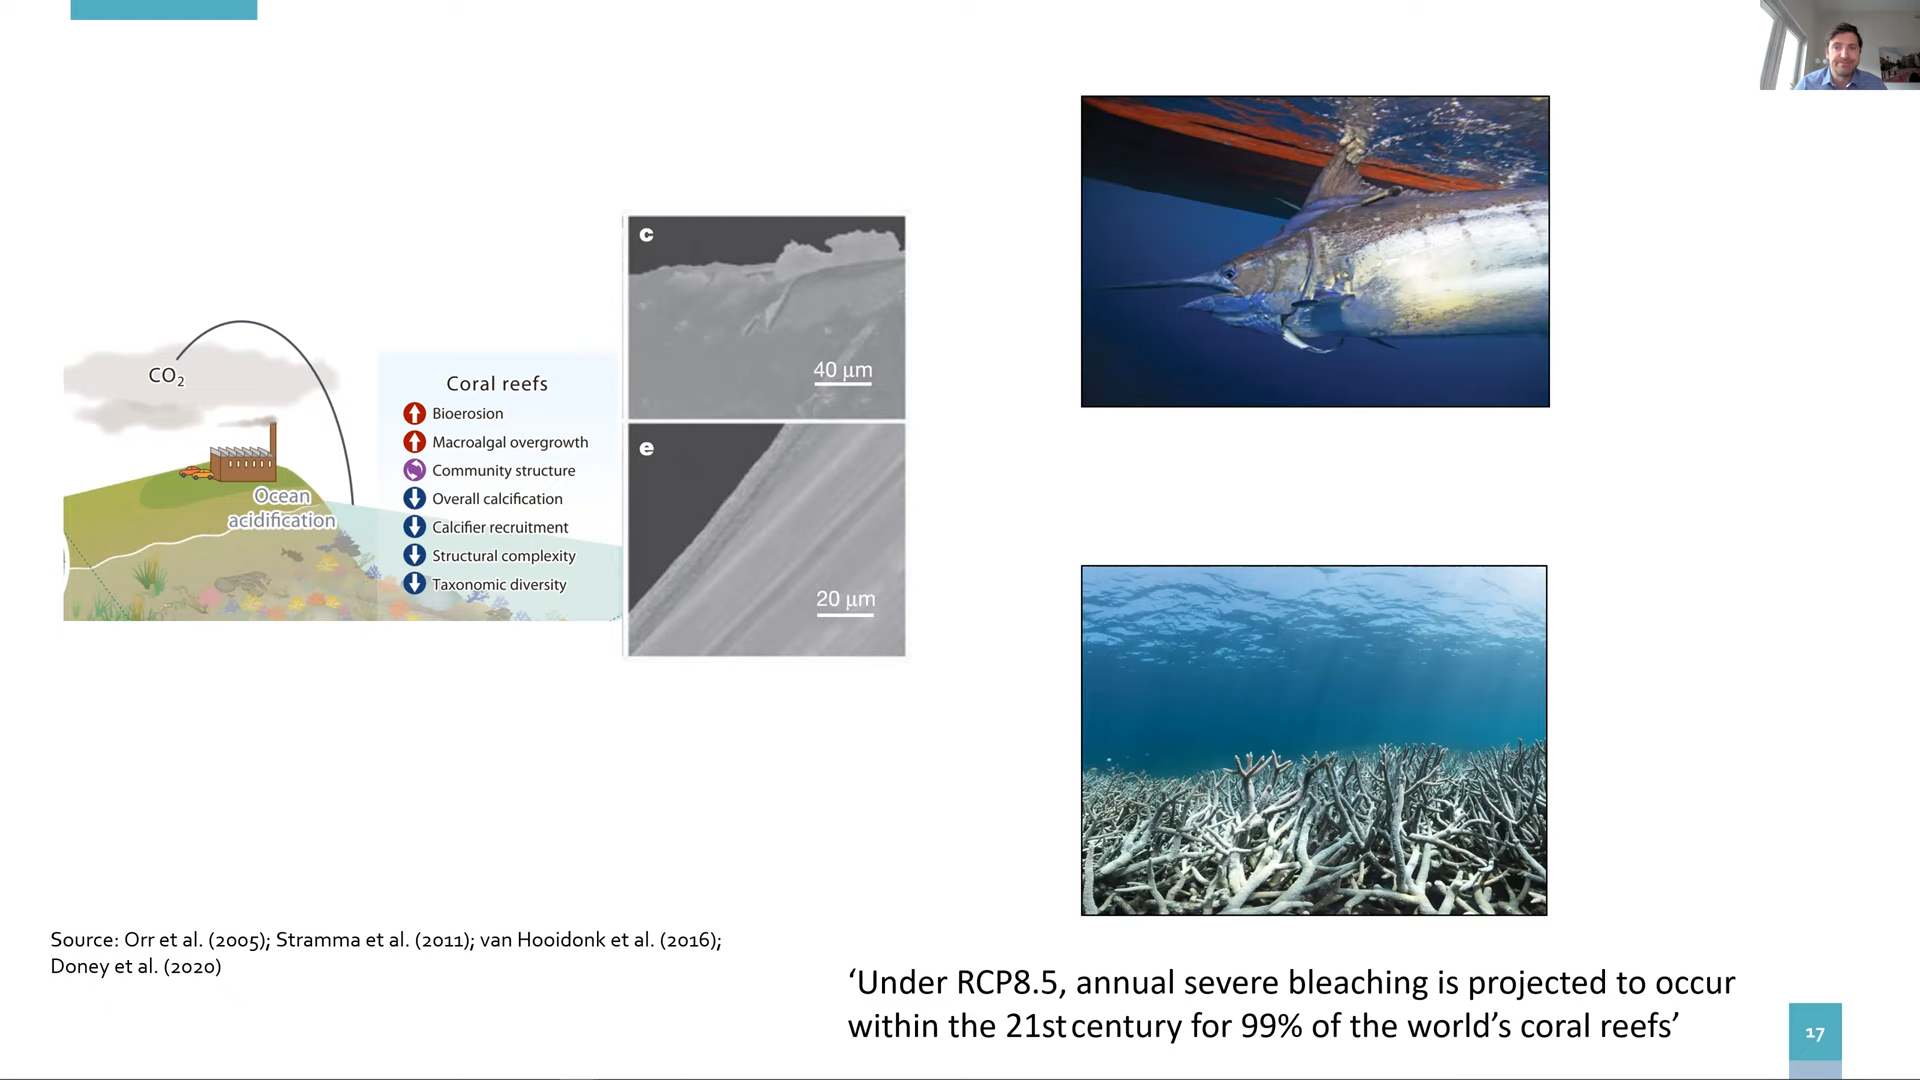 CO2
Ocean
acidification
Coral reefs
Bioerosion
Macroalgal overgrowth
Community structure
Overall calcification
Calcifier recruitment
Structural complexity
Taxonomic diversity
c
40 µm
e
20 µm
Source: Orr et al. (2005); Stramma et al. (2011); van Hooidonk et al. (2016);
Doney et al. (2020)
‘Under RCP8.5, annual severe bleaching is projected to occur
within the 21st century for 99% of the world’s coral reefs’
17